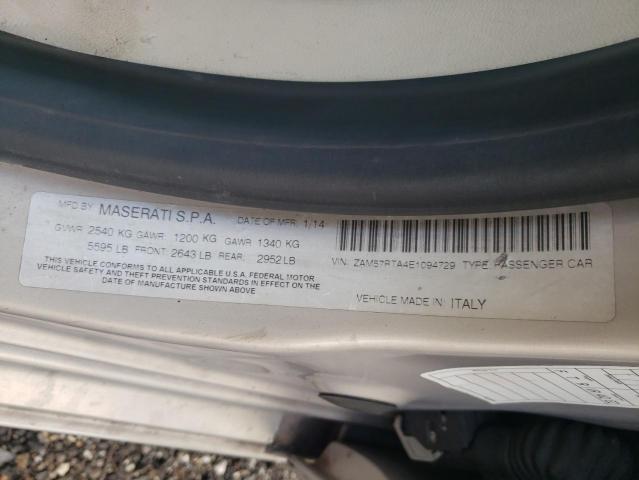 MFD BY MASERATI S.P.A. DATE OF MFR: 1/14
GVWR 2540 KG GAWR 1200 KG GAWR 1340 KG
5595 LB FRONT: 2643 LB REAR: 2952 LB
THIS VEHICLE CONFORMS TO ALL APPLICABLE U.S.A. FEDERAL MOTOR
VEHICLE SAFETY AND THEFT PREVENTION STANDARDS IN EFFECT ON THE
DATE OF MANUFACTURE SHOWN ABOVE
VIN: ZAM57RTA4E1094729 TYPE: PASSENGER CAR
VEHICLE MADE IN ITALY